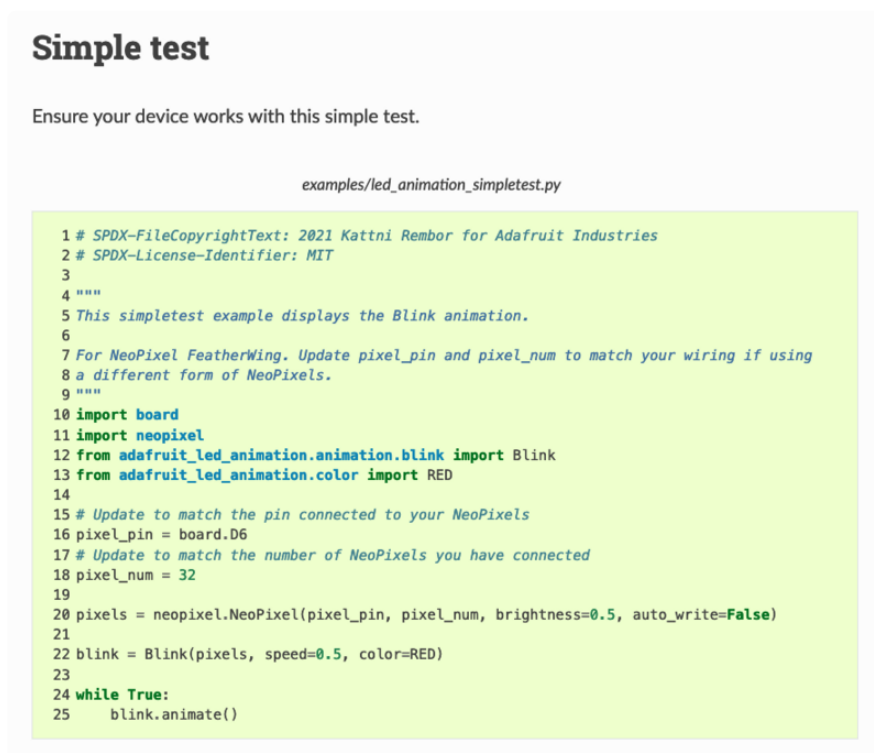 Simple test
Ensure your device works with this simple test.
examples/led_animation_simpletest.py
1 # SPDX-FileCopyrightText: 2021 Kattni Rembor for Adafruit Industries
2 # SPDX-License-Identifier: MIT
3
4 """
5 This simpletest example displays the Blink animation.
6
7 For NeoPixel FeatherWing. Update pixel_pin and pixel_num to match your wiring if using
8 a different form of NeoPixels.
9 """
10 import board
11 import neopixel
12 from adafruit_led_animation.animation.blink import Blink
13 from adafruit_led_animation.color import RED
14
15 # Update to match the pin connected to your NeoPixels
16 pixel_pin = board.D6
17 # Update to match the number of NeoPixels you have connected
18 pixel_num = 32
19
20 pixels = neopixel.NeoPixel(pixel_pin, pixel_num, brightness=0.5, auto_write=False)
21
22 blink = Blink(pixels, speed=0.5, color=RED)
23
24 while True:
25     blink.animate()